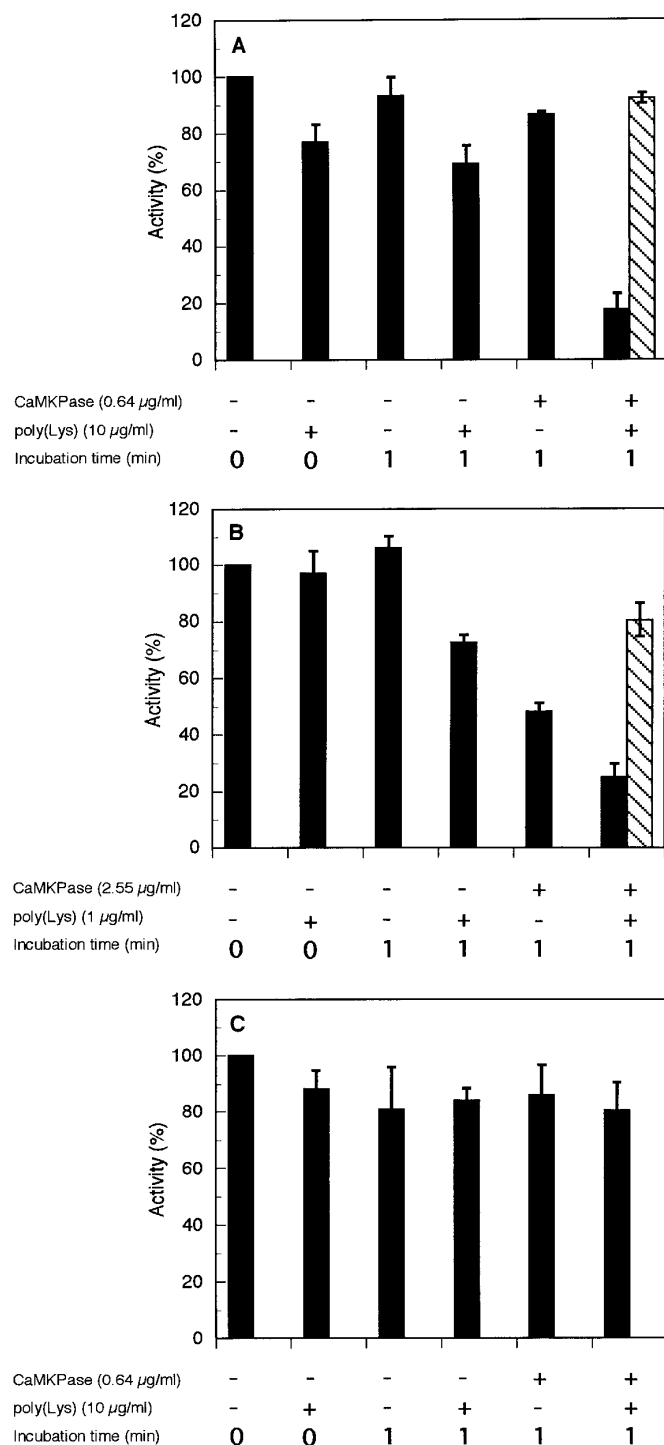 120
A
100
80
60
40
20
0
Activity (%)
CaMKPase (0.64 µg/ml) - - - - + +
poly(Lys) (10 µg/ml) - + - + - +
Incubation time (min) 0 0 1 1 1 1
120
B
100
80
60
40
20
0
Activity (%)
CaMKPase (2.55 µg/ml) - - - - + +
poly(Lys) (1 µg/ml) - + - + - +
Incubation time (min) 0 0 1 1 1 1
120
C
100
80
60
40
20
0
Activity (%)
CaMKPase (0.64 µg/ml) - - - - + +
poly(Lys) (10 µg/ml) - + - + - +
Incubation time (min) 0 0 1 1 1 1